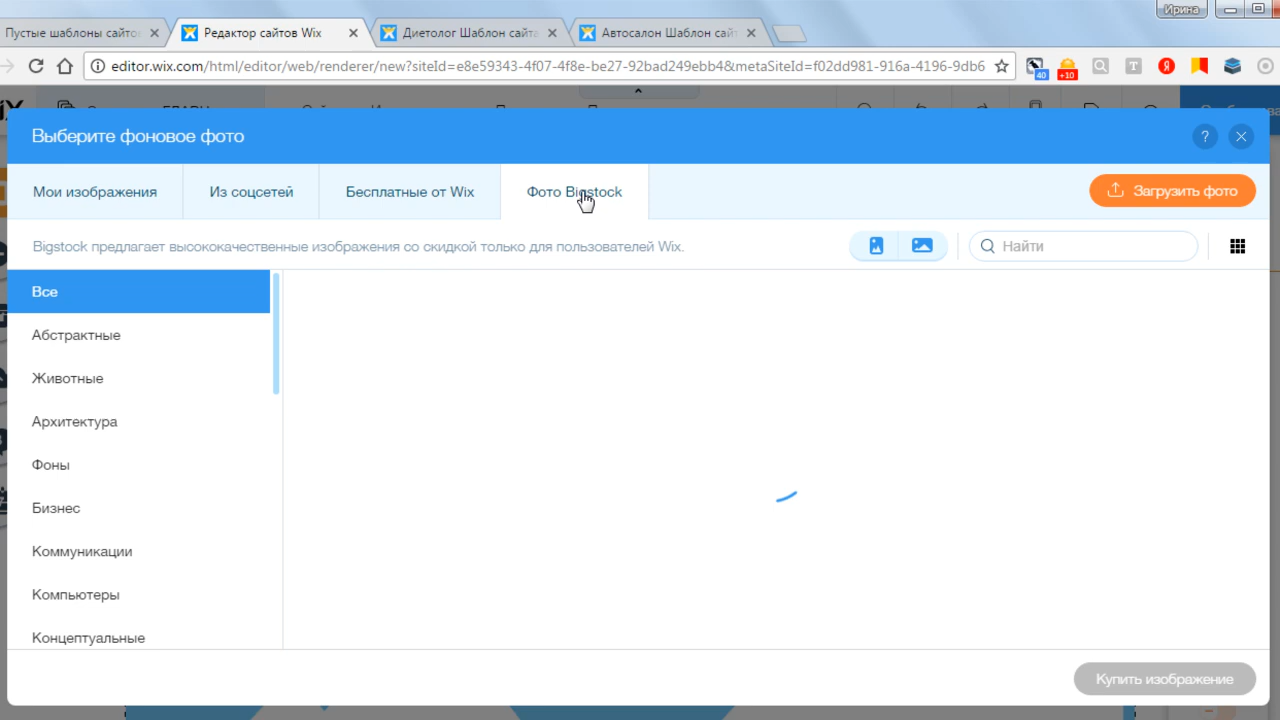 Ирина
Пустые шаблоны сайтов
Редактор сайтов Wix
Диетолог Шаблон сайта
Автосалон Шаблон сайт
editor.wix.com/html/editor/web/renderer/new?siteId=e8e59343-4f07-4f8e-be27-92bad249ebb4&metaSiteId=f02dd981-916a-4196-9db6
40
+10
T
Я
Выберите фоновое фото
?
Мои изображения
Из соцсетей
Бесплатные от Wix
Фото Bigstock
Загрузить фото
Bigstock предлагает высококачественные изображения со скидкой только для пользователей Wix.
Найти
Все
Абстрактные
Животные
Архитектура
Фоны
Бизнес
Коммуникации
Компьютеры
Концептуальные
Купить изображение